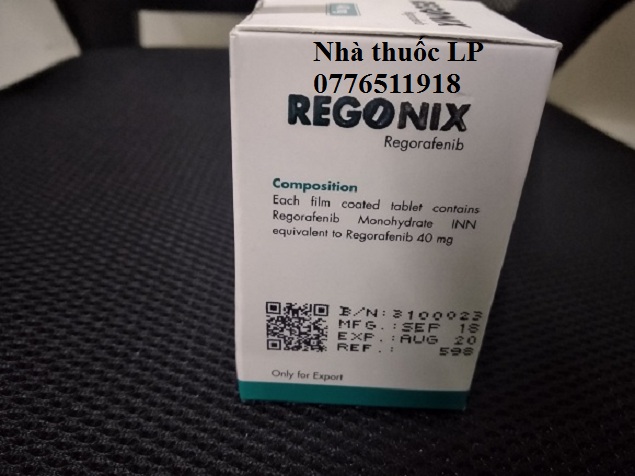 Nhà thuốc LP
0776511918
REGONIX
Regorafenib
Composition
Each film coated tablet contains
Regorafenib Monohydrate INN
equivalent to Regorafenib 40 mg
B/N: 3100023
MFG.: SEP 18
EXP.: AUG 20
REF.: 598
Only for Export